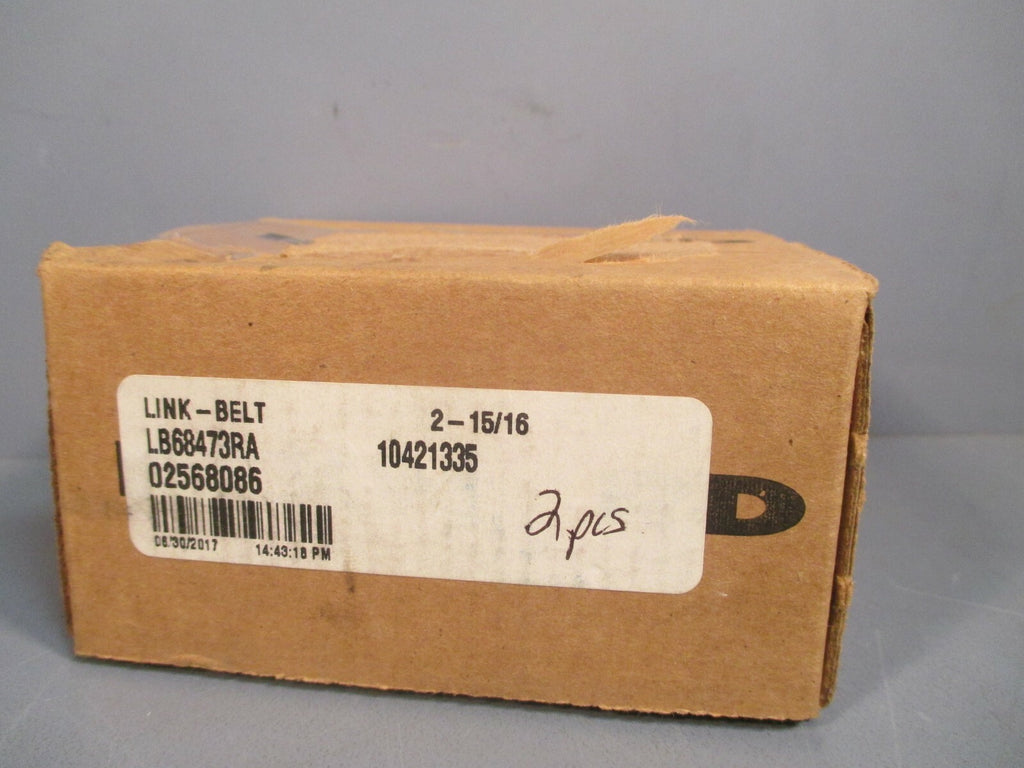 LINK-BELT 2-15/16
LB68473RA 10421335
02568086
2pcs
D
06/30/2017 14:43:18 PM